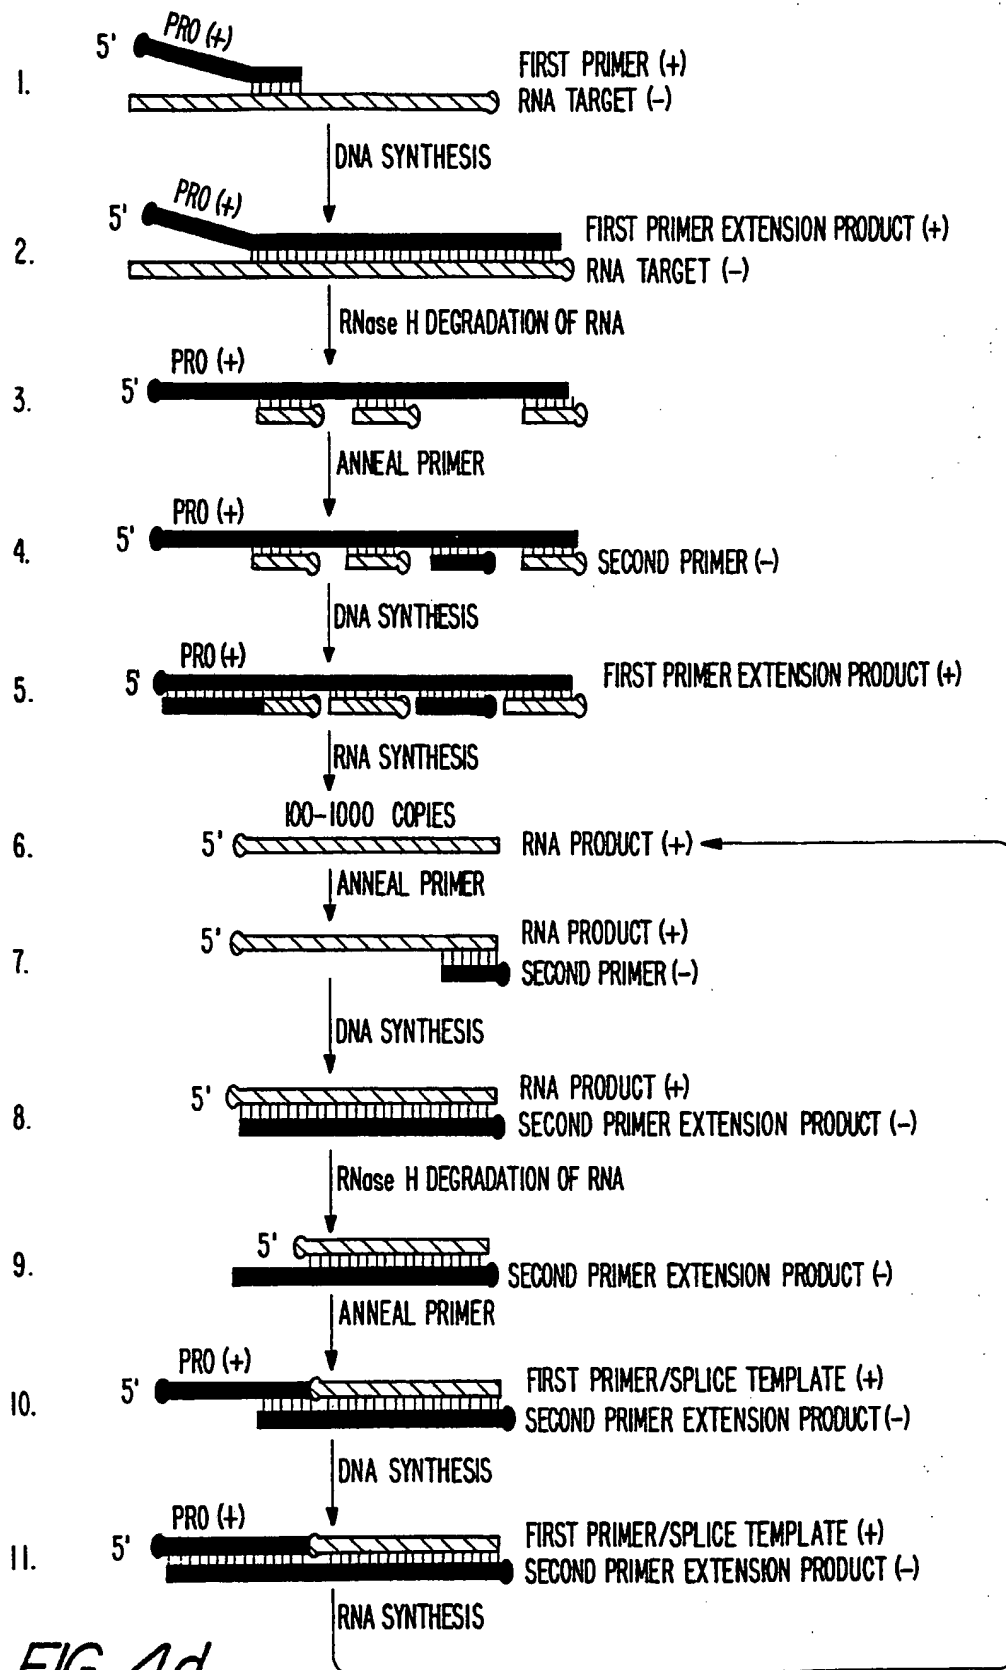 PRO (+)
5'
1.
FIRST PRIMER (+)
RNA TARGET (-)
DNA SYNTHESIS
PRO (+)
5'
2.
FIRST PRIMER EXTENSION PRODUCT (+)
RNA TARGET (-)
RNase H DEGRADATION OF RNA
PRO (+)
5'
3.
ANNEAL PRIMER
PRO (+)
5'
4.
SECOND PRIMER (-)
DNA SYNTHESIS
PRO (+)
5'
5.
FIRST PRIMER EXTENSION PRODUCT (+)
RNA SYNTHESIS
100-1000 COPIES
6.
5'
RNA PRODUCT (+)
ANNEAL PRIMER
5'
RNA PRODUCT (+)
7.
SECOND PRIMER (-)
DNA SYNTHESIS
5'
RNA PRODUCT (+)
8.
SECOND PRIMER EXTENSION PRODUCT (-)
RNase H DEGRADATION OF RNA
5'
9.
SECOND PRIMER EXTENSION PRODUCT (-)
ANNEAL PRIMER
PRO (+)
5'
FIRST PRIMER/SPLICE TEMPLATE (+)
10.
SECOND PRIMER EXTENSION PRODUCT (-)
DNA SYNTHESIS
PRO (+)
5'
FIRST PRIMER/SPLICE TEMPLATE (+)
11.
SECOND PRIMER EXTENSION PRODUCT (-)
RNA SYNTHESIS
FIG. 4d